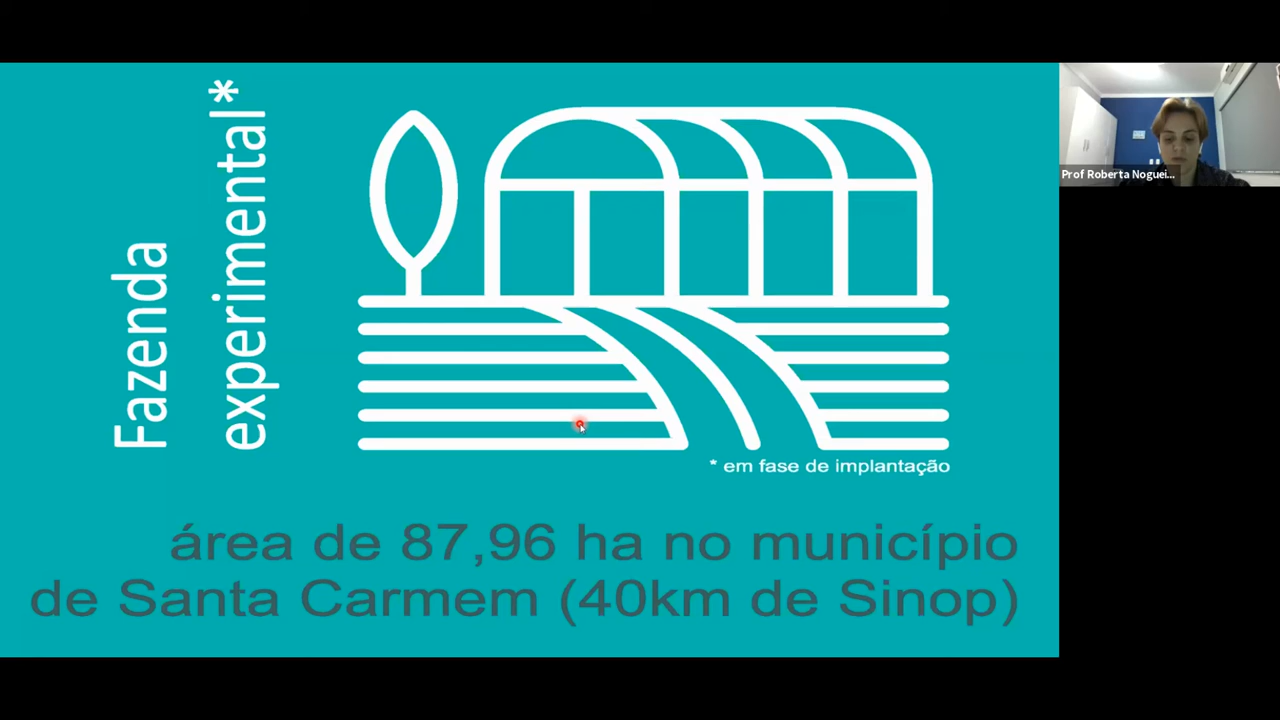 Fazenda
experimental*
* em fase de implantação
área de 87,96 ha no município
de Santa Carmem (40km de Sinop)
Prof Roberta Noguei...